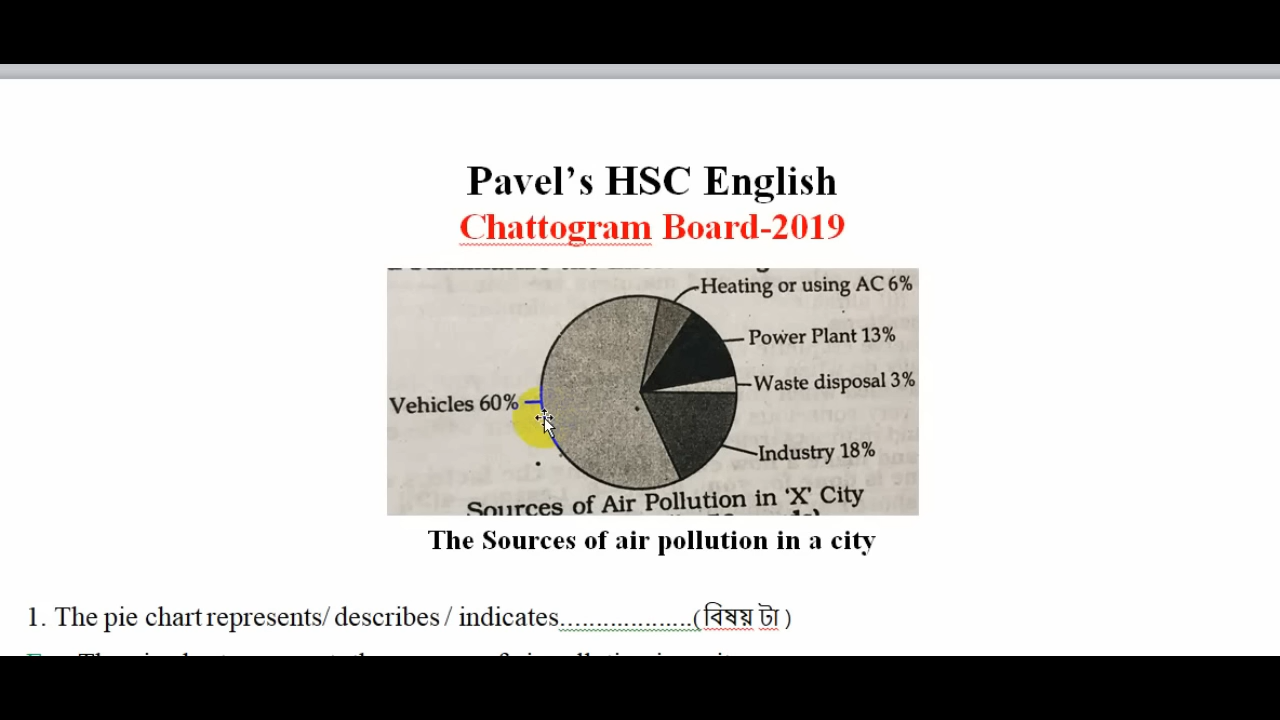 Pavel's HSC English
Chattogram Board-2019
Heating or using AC 6%
Power Plant 13%
Waste disposal 3%
Vehicles 60%
Industry 18%
Sources of Air Pollution in 'X' City
The Sources of air pollution in a city
1. The pie chart represents/ describes / indicates..................(বিষয় টা )